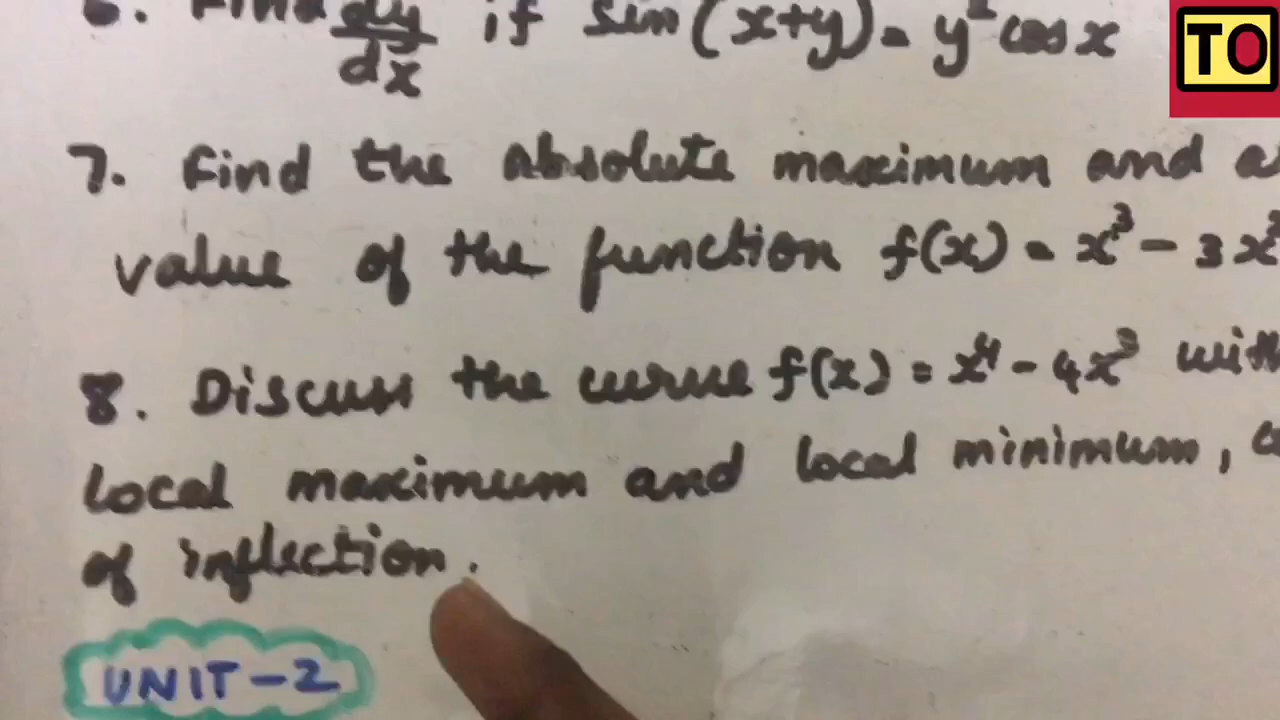 6. Find dy/dx if sin(x+y) = y² cos x
TO
7. Find the absolute maximum and
value of the function f(x) = x³ - 3x²
8. Discuss the curve f(x) = x⁴ - 4x³ with
local maximum and local minimum,
of inflection.
UNIT-2